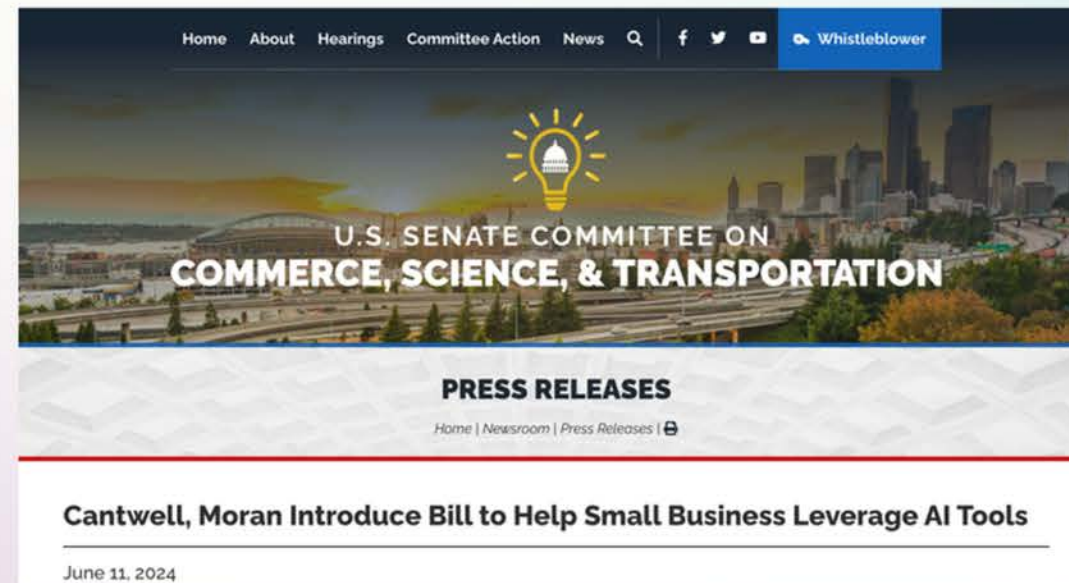 Home About Hearings Committee Action News Whistleblower
U.S. SENATE COMMITTEE ON
COMMERCE, SCIENCE, & TRANSPORTATION
PRESS RELEASES
Home | Newsroom | Press Releases |
Cantwell, Moran Introduce Bill to Help Small Business Leverage AI Tools
June 11, 2024